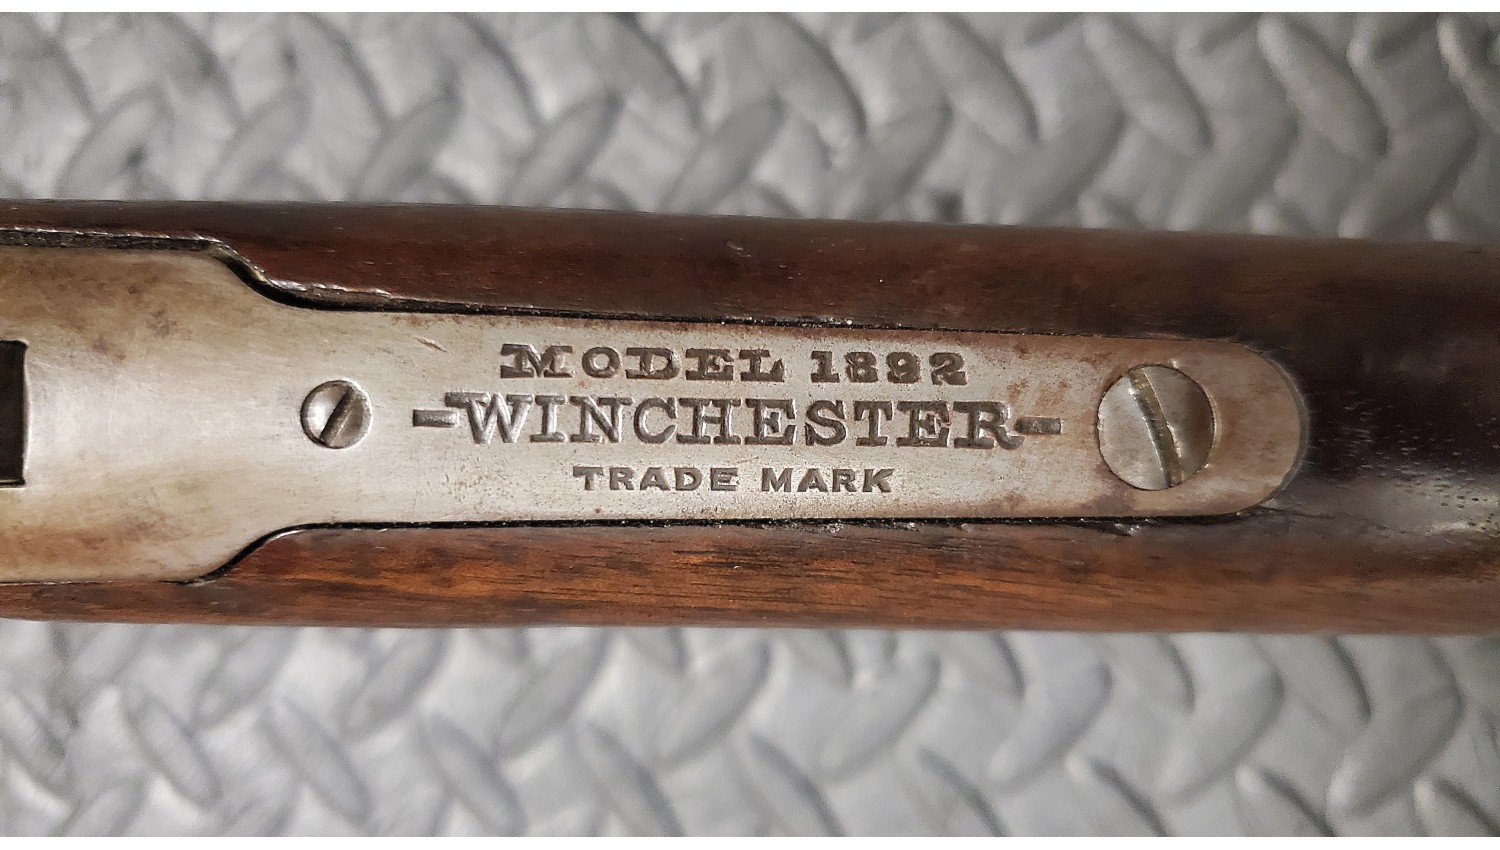 MODEL 1892
-WINCHESTER-
TRADE MARK